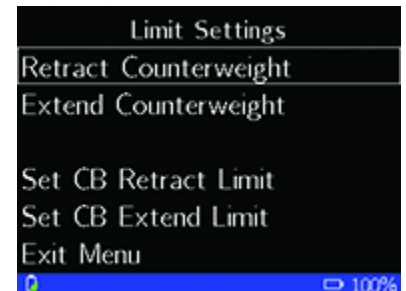 Limit Settings
Retract Counterweight
Extend Counterweight
Set CB Retract Limit
Set CB Extend Limit
Exit Menu
100%